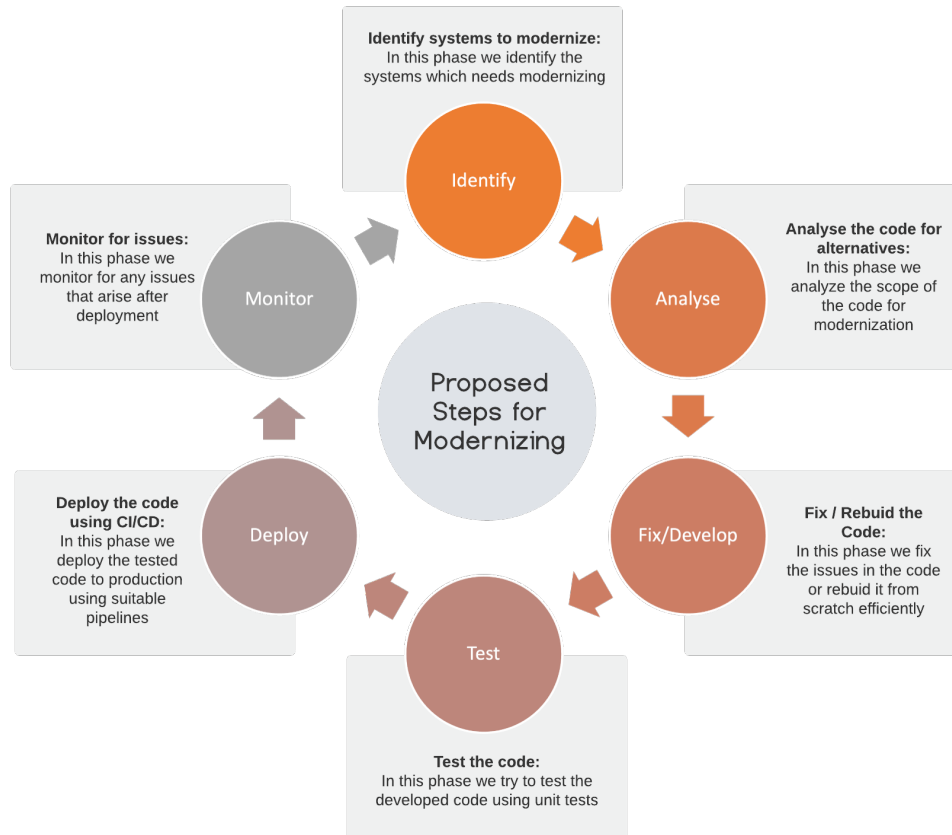 Identify systems to modernize:
In this phase we identify the
systems which needs modernizing
Identify
Analyse the code for
alternatives:
In this phase we
analyze the scope of
the code for
modernization
Analyse
Fix / Rebuid the
Code:
In this phase we fix
the issues in the code
or rebuid it from
scratch efficiently
Fix/Develop
Test
Test the code:
In this phase we try to test the
developed code using unit tests
Deploy the code
using CI/CD:
In this phase we
deploy the tested
code to production
using suitable
pipelines
Deploy
Monitor for issues:
In this phase we
monitor for any issues
that arise after
deployment
Monitor
Proposed
Steps for
Modernizing